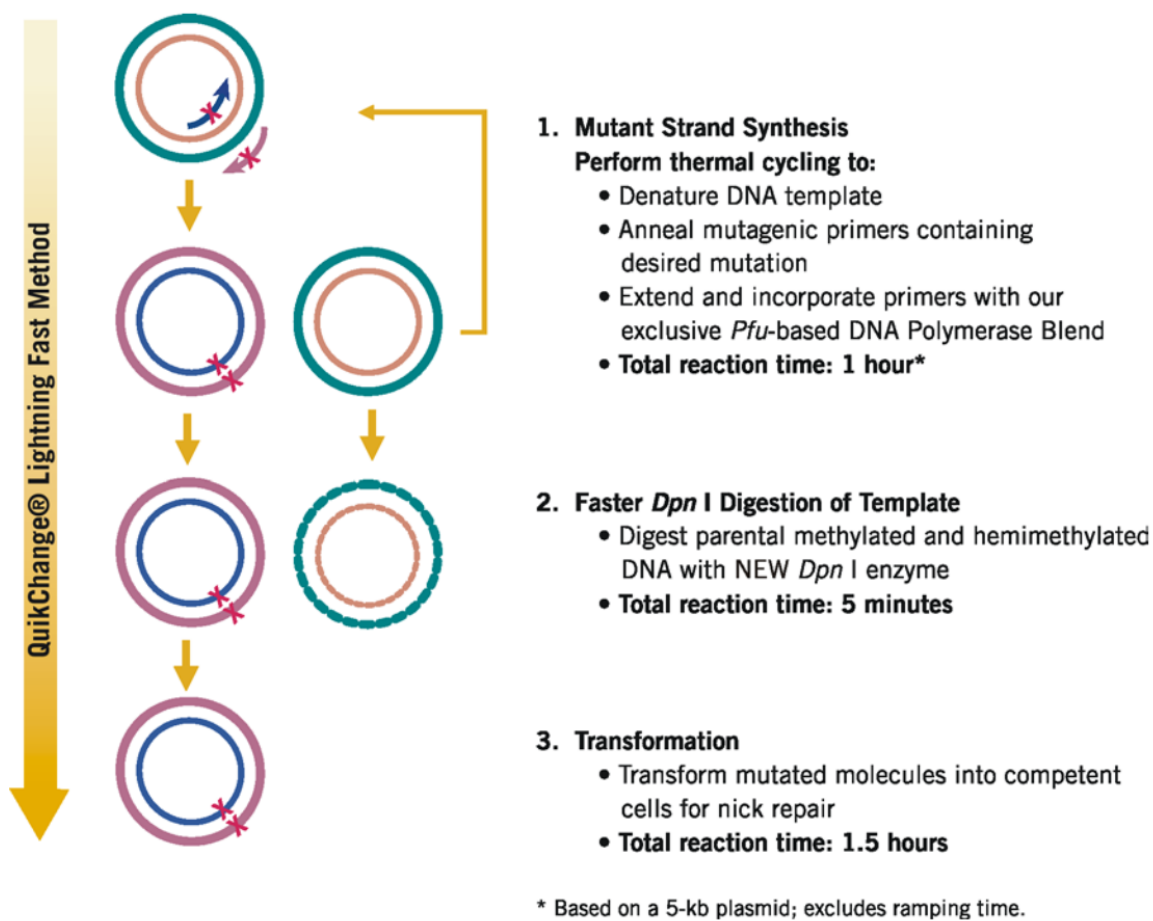 QuikChange® Lightning Fast Method
1. Mutant Strand Synthesis
Perform thermal cycling to:
• Denature DNA template
• Anneal mutagenic primers containing
desired mutation
• Extend and incorporate primers with our
exclusive Pfu-based DNA Polymerase Blend
• Total reaction time: 1 hour*
2. Faster Dpn I Digestion of Template
• Digest parental methylated and hemimethylated
DNA with NEW Dpn I enzyme
• Total reaction time: 5 minutes
3. Transformation
• Transform mutated molecules into competent
cells for nick repair
• Total reaction time: 1.5 hours
* Based on a 5-kb plasmid; excludes ramping time.